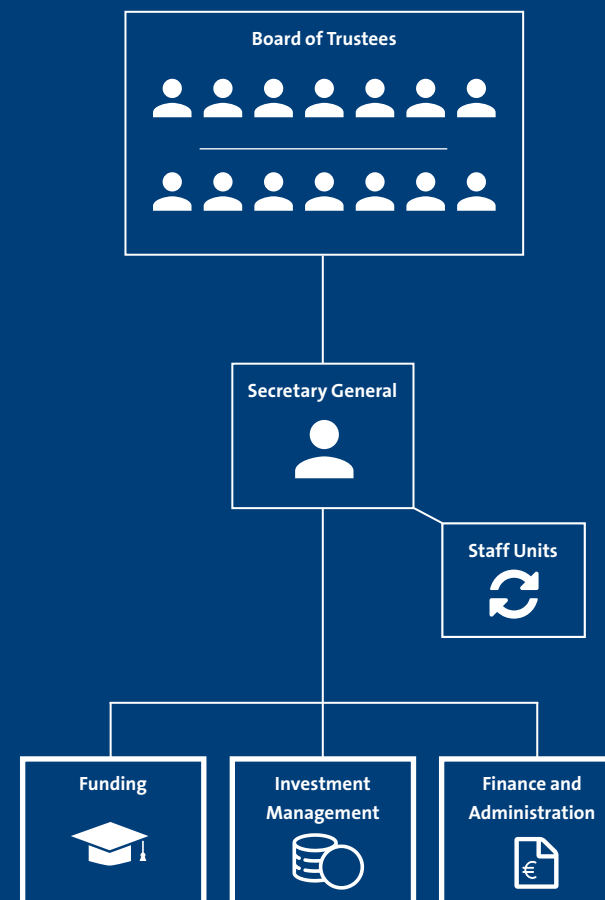 Board of Trustees
Secretary General
Staff Units
Funding
Investment
Management
Finance and
Administration
€